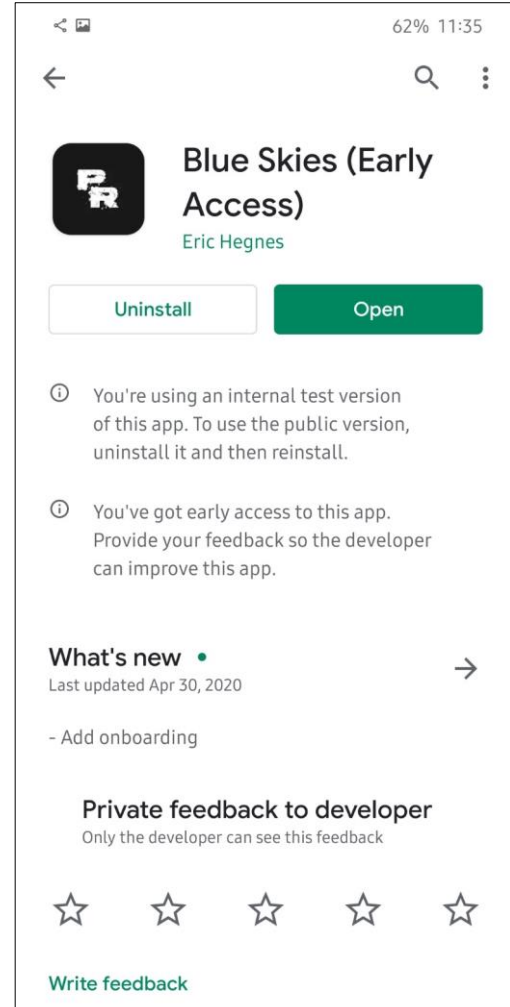 62% 11:35
PR
Blue Skies (Early
Access)
Eric Hegnes
Uninstall
Open
You're using an internal test version
of this app. To use the public version,
uninstall it and then reinstall.
You've got early access to this app.
Provide your feedback so the developer
can improve this app.
What's new •
Last updated Apr 30, 2020
- Add onboarding
Private feedback to developer
Only the developer can see this feedback
Write feedback